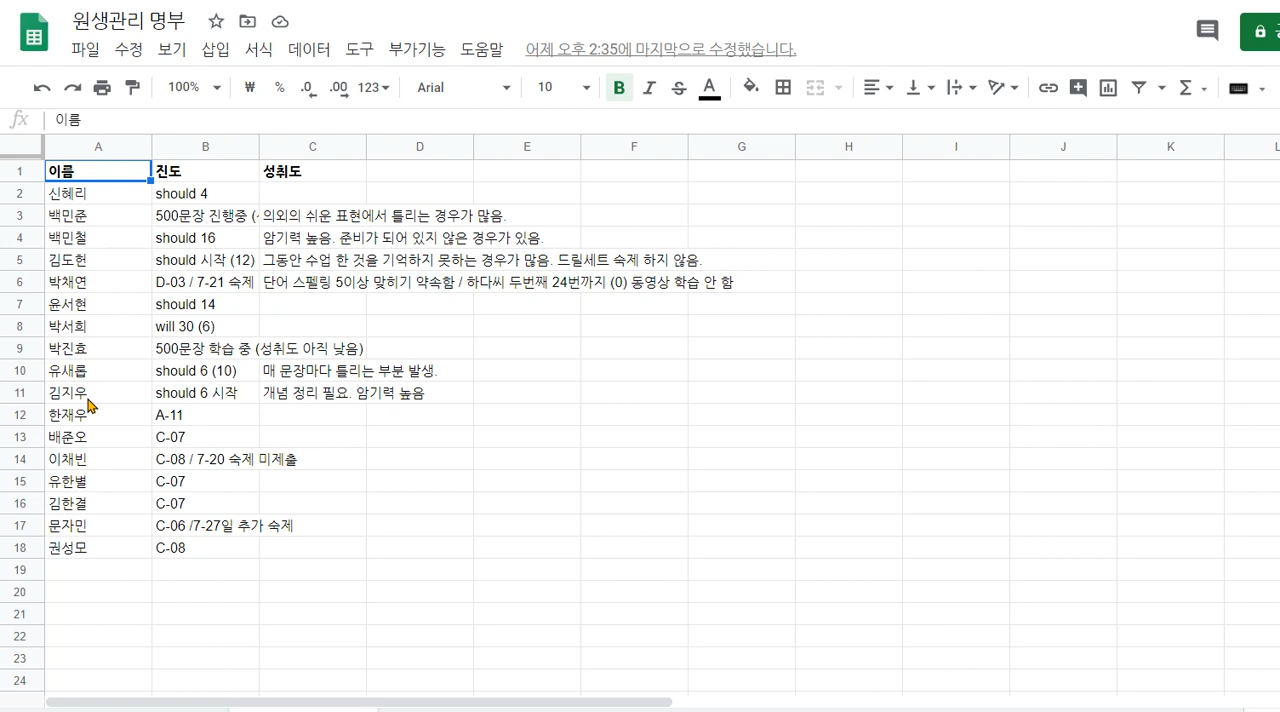 원생관리 명부
파일 수정 보기 삽입 서식 데이터 도구 부가기능 도움말 어제 오후 2:35에 마지막으로 수정했습니다.
100% ₩ % .0 .00 123 Arial 10 B I S A
fx 이름
A B C D E F G H I J K L
1 이름 진도 성취도
2 신혜리 should 4
3 백민준 500문장 진행중 ( 의외의 쉬운 표현에서 틀리는 경우가 많음.
4 백민철 should 16 암기력 높음. 준비가 되어 있지 않은 경우가 있음.
5 김도헌 should 시작 (12) 그동안 수업 한 것을 기억하지 못하는 경우가 많음. 드릴세트 숙제 하지 않음.
6 박채연 D-03 / 7-21 숙제 단어 스펠링 5이상 맞히기 약속함 / 하다씨 두번째 24번까지 (0) 동영상 학습 안 함
7 윤서현 should 14
8 박서희 will 30 (6)
9 박진효 500문장 학습 중 (성취도 아직 낮음)
10 유새롭 should 6 (10) 매 문장마다 틀리는 부분 발생.
11 김지우 should 6 시작 개념 정리 필요. 암기력 높음
12 한재우 A-11
13 배준오 C-07
14 이채빈 C-08 / 7-20 숙제 미제출
15 유한별 C-07
16 김한결 C-07
17 문자민 C-06 /7-27일 추가 숙제
18 권성모 C-08
19
20
21
22
23
24